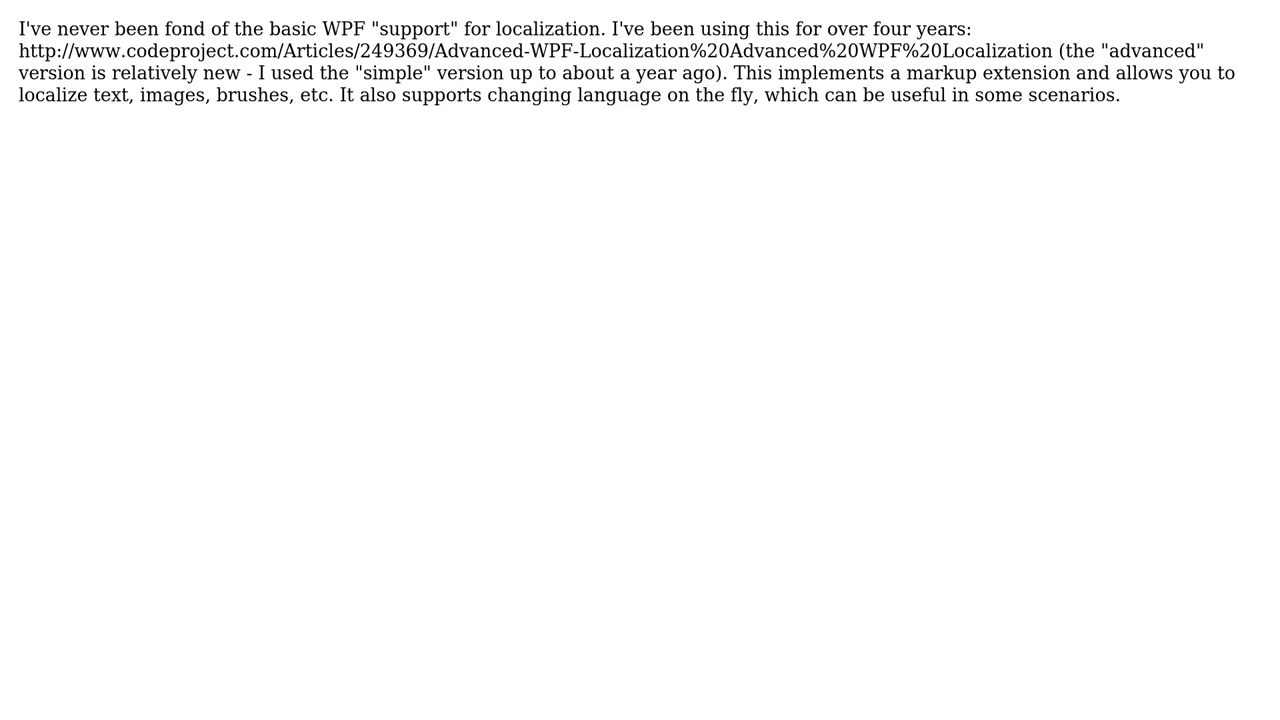 I've never been fond of the basic WPF "support" for localization. I've been using this for over four years:
http://www.codeproject.com/Articles/249369/Advanced-WPF-Localization%20Advanced%20WPF%20Localization (the "advanced"
version is relatively new - I used the "simple" version up to about a year ago). This implements a markup extension and allows you to
localize text, images, brushes, etc. It also supports changing language on the fly, which can be useful in some scenarios.